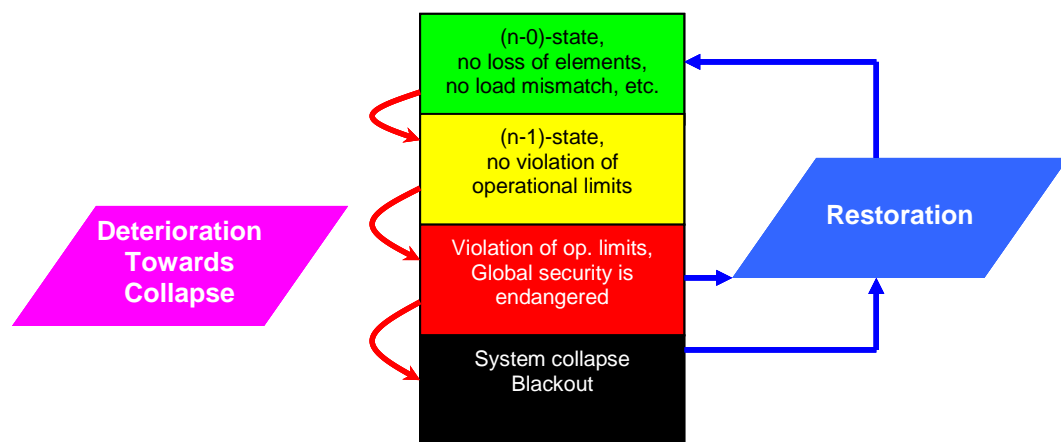 (n-0)-state,
no loss of elements,
no load mismatch, etc.
(n-1)-state,
no violation of
operational limits
Deterioration
Towards
Collapse
Restoration
Violation of op. limits,
Global security is
endangered
System collapse
Blackout